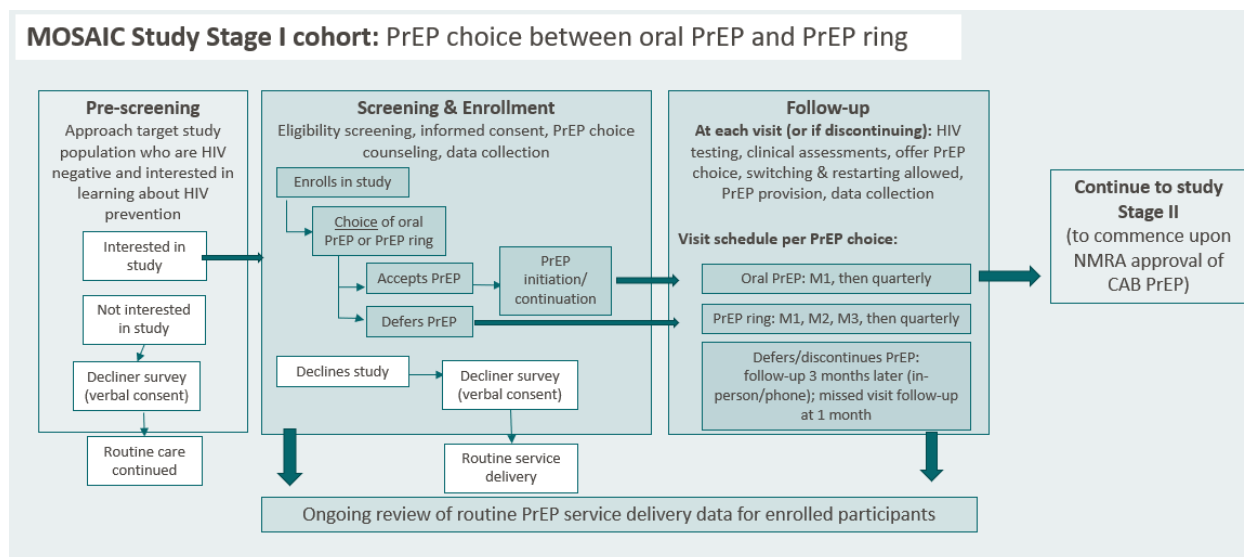 MOSAIC Study Stage I cohort: PrEP choice between oral PrEP and PrEP ring
Pre-screening
Approach target study
population who are HIV
negative and interested in
learning about HIV
prevention
Interested in
study
Not interested
in study
Decliner survey
(verbal consent)
Routine care
continued
Screening & Enrollment
Eligibility screening, informed consent, PrEP choice
counseling, data collection
Enrolls in study
Choice of oral
PrEP or PrEP ring
Accepts PrEP
PrEP
initiation/
continuation
Defers PrEP
Declines study
Decliner survey
(verbal consent)
Routine service
delivery
Follow-up
At each visit (or if discontinuing): HIV
testing, clinical assessments, offer PrEP
choice, switching & restarting allowed,
PrEP provision, data collection
Visit schedule per PrEP choice:
Oral PrEP: M1, then quarterly
PrEP ring: M1, M2, M3, then quarterly
Defers/discontinues PrEP:
follow-up 3 months later (in-
person/phone); missed visit follow-up
at 1 month
Continue to study
Stage II
(to commence upon
NMRA approval of
CAB PrEP)
Ongoing review of routine PrEP service delivery data for enrolled participants